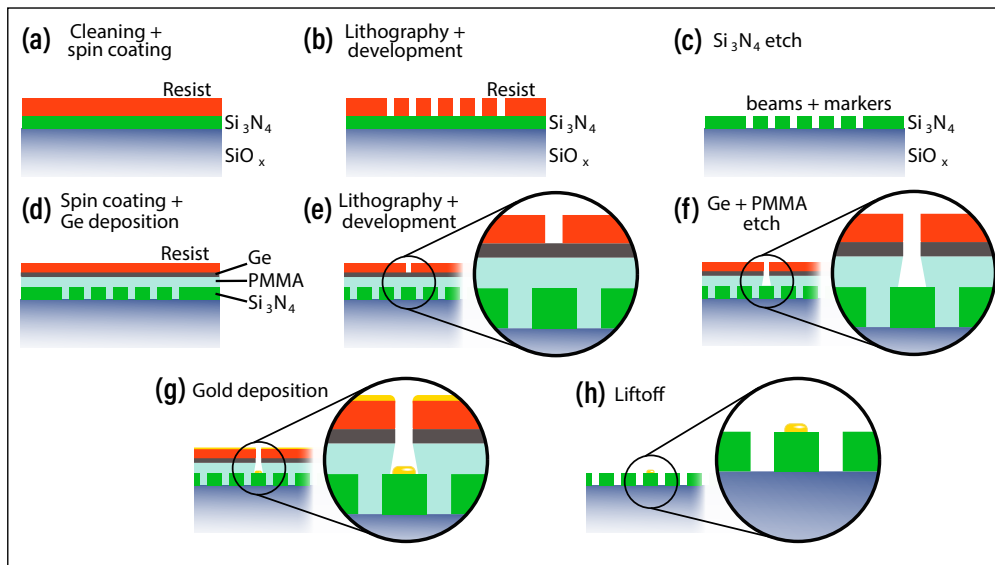 (a) Cleaning +
spin coating
Resist
Si₃N₄
SiOₓ
(b) Lithography +
development
Resist
Si₃N₄
SiOₓ
(c) Si₃N₄ etch
beams + markers
Si₃N₄
SiOₓ
(d) Spin coating +
Ge deposition
Resist
Ge
PMMA
Si₃N₄
(e) Lithography +
development
(f) Ge + PMMA
etch
(g) Gold deposition
(h) Liftoff